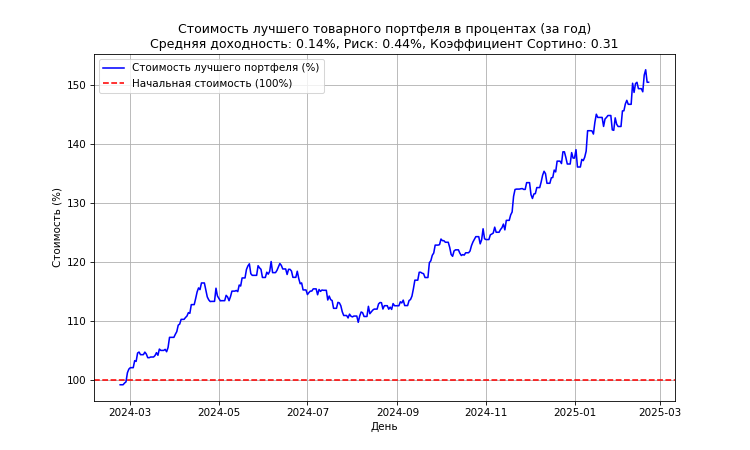 Стоимость лучшего товарного портфеля в процентах (за год)
Средняя доходность: 0.14%, Риск: 0.44%, Коэффициент Сортино: 0.31
Стоимость лучшего портфеля (%)
Начальная стоимость (100%)
Стоимость (%)
150
140
130
120
110
100
2024-03
2024-05
2024-07
2024-09
2024-11
2025-01
2025-03
День